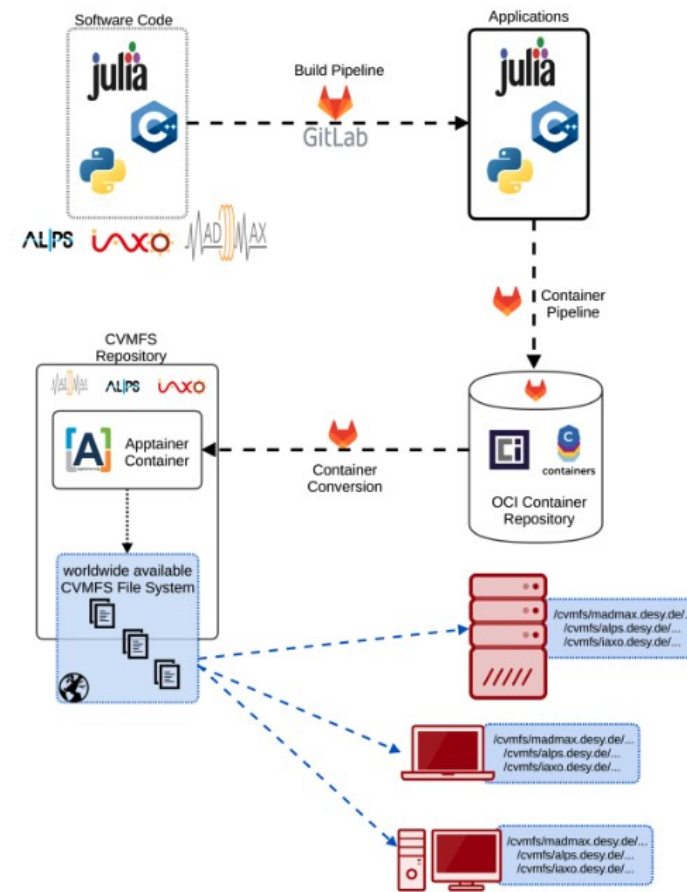 Software Code
Applications
julia
julia
C++
C++
Build Pipeline
GitLab
ALPS
iAXO
MADMAX
Container
Pipeline
CVMFS
Repository
MADMAX
ALPS
iAXO
A
Apptainer
Container
Container
Conversion
Ci
C
containers
OCI Container
Repository
worldwide available
CVMFS File System
/cvmfs/madmax.desy.de/...
/cvmfs/alps.desy.de/...
/cvmfs/iaxo.desy.de/...
/cvmfs/madmax.desy.de/...
/cvmfs/alps.desy.de/...
/cvmfs/iaxo.desy.de/...
/cvmfs/madmax.desy.de/...
/cvmfs/alps.desy.de/...
/cvmfs/iaxo.desy.de/...